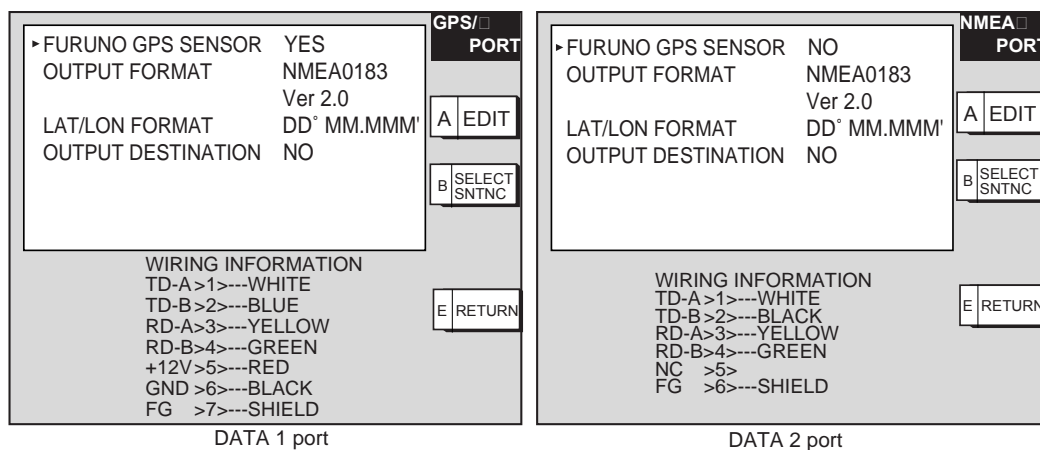 GPS/□
PORT
▸FURUNO GPS SENSOR YES
OUTPUT FORMAT NMEA0183
Ver 2.0
LAT/LON FORMAT DD° MM.MMM'
OUTPUT DESTINATION NO
A EDIT
B SELECT
SNTNC
E RETURN
WIRING INFORMATION
TD-A>1>---WHITE
TD-B>2>---BLUE
RD-A>3>---YELLOW
RD-B>4>---GREEN
+12V>5>---RED
GND >6>---BLACK
FG >7>---SHIELD
DATA 1 port
NMEA□
PORT
▸FURUNO GPS SENSOR NO
OUTPUT FORMAT NMEA0183
Ver 2.0
LAT/LON FORMAT DD° MM.MMM'
OUTPUT DESTINATION NO
A EDIT
B SELECT
SNTNC
E RETURN
WIRING INFORMATION
TD-A>1>---WHITE
TD-B>2>---BLACK
RD-A>3>---YELLOW
RD-B>4>---GREEN
NC >5>
FG >6>---SHIELD
DATA 2 port